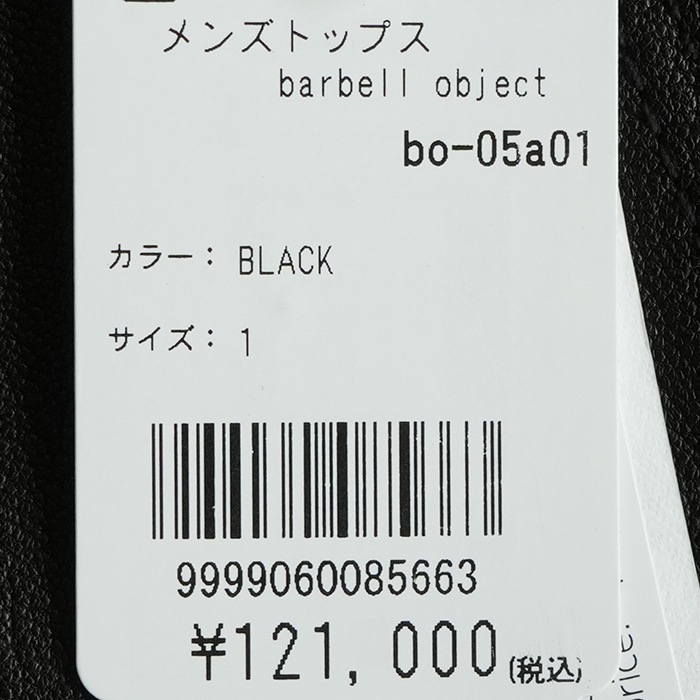 メンズトップス
barbell object
bo-05a01
カラー： BLACK
サイズ： 1
9999060085663
¥121,000(税込)
rice.